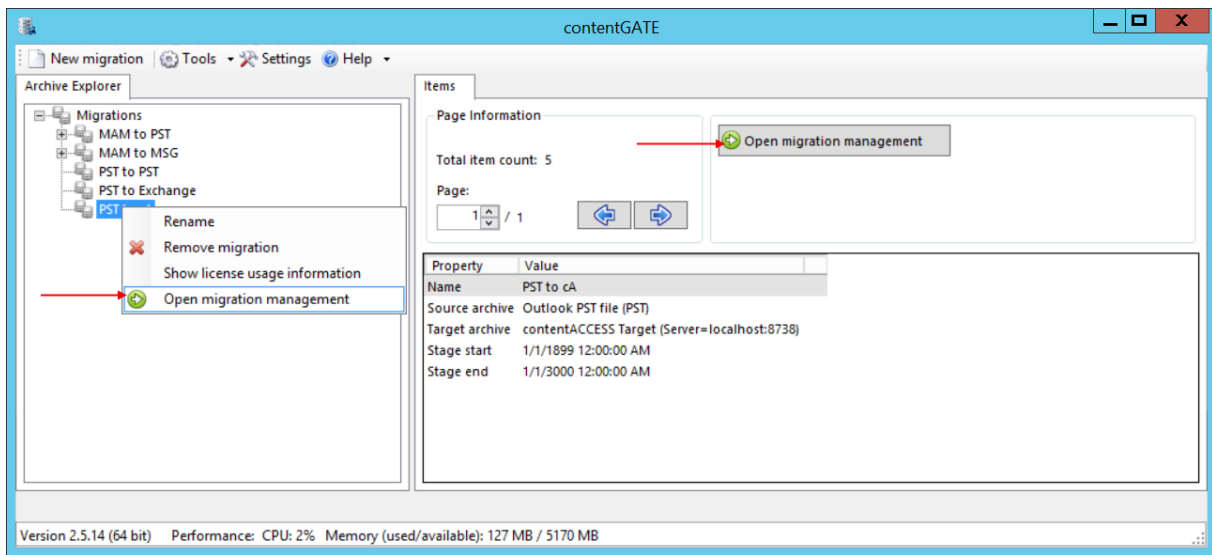 contentGATE
New migration Tools Settings Help
Archive Explorer
Items
Migrations
MAM to PST
MAM to MSG
PST to PST
PST to Exchange
PST
Rename
Remove migration
Show license usage information
Open migration management
Page Information
Total item count: 5
Page:
1 / 1
Open migration management
Property Value
Name PST to cA
Source archive Outlook PST file (PST)
Target archive contentACCESS Target (Server=localhost:8738)
Stage start 1/1/1899 12:00:00 AM
Stage end 1/1/3000 12:00:00 AM
Version 2.5.14 (64 bit) Performance: CPU: 2% Memory (used/available): 127 MB / 5170 MB